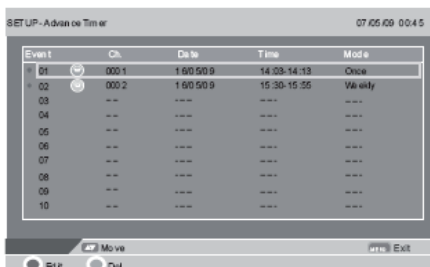 SETUP-Advance Timer 07/05/09 00:45
Event Ch. Date Time Mode
01 0001 16/05/09 14:03-14:13 Once
02 0002 16/05/09 15:30-15:55 Weekly
03 -- --- ---
04 -- --- --- ---
05 -- --- --- ---
06 -- --- --- ---
07 -- --- --- ---
08 -- --- --- ---
09 -- --- --- ---
10 -- --- --- ---
Move Exit
Edit Del